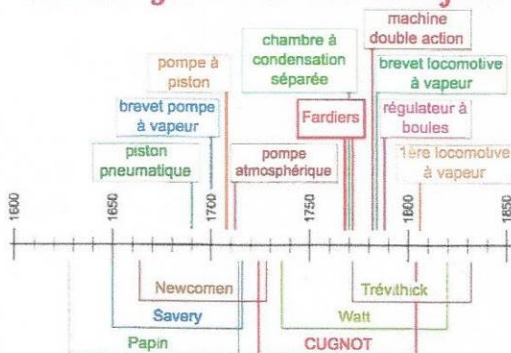 machine
double action
chambre à
condensation
séparée
pompe à
piston
brevet locomotive
à vapeur
brevet pompe
à vapeur
Fardiers
régulateur à
boules
piston
pneumatique
pompe
atmosphérique
1ère locomotive
à vapeur
1600
1650
1700
1750
1800
1850
Newcomen
Trévithick
Savery
Watt
Papin
CUGNOT